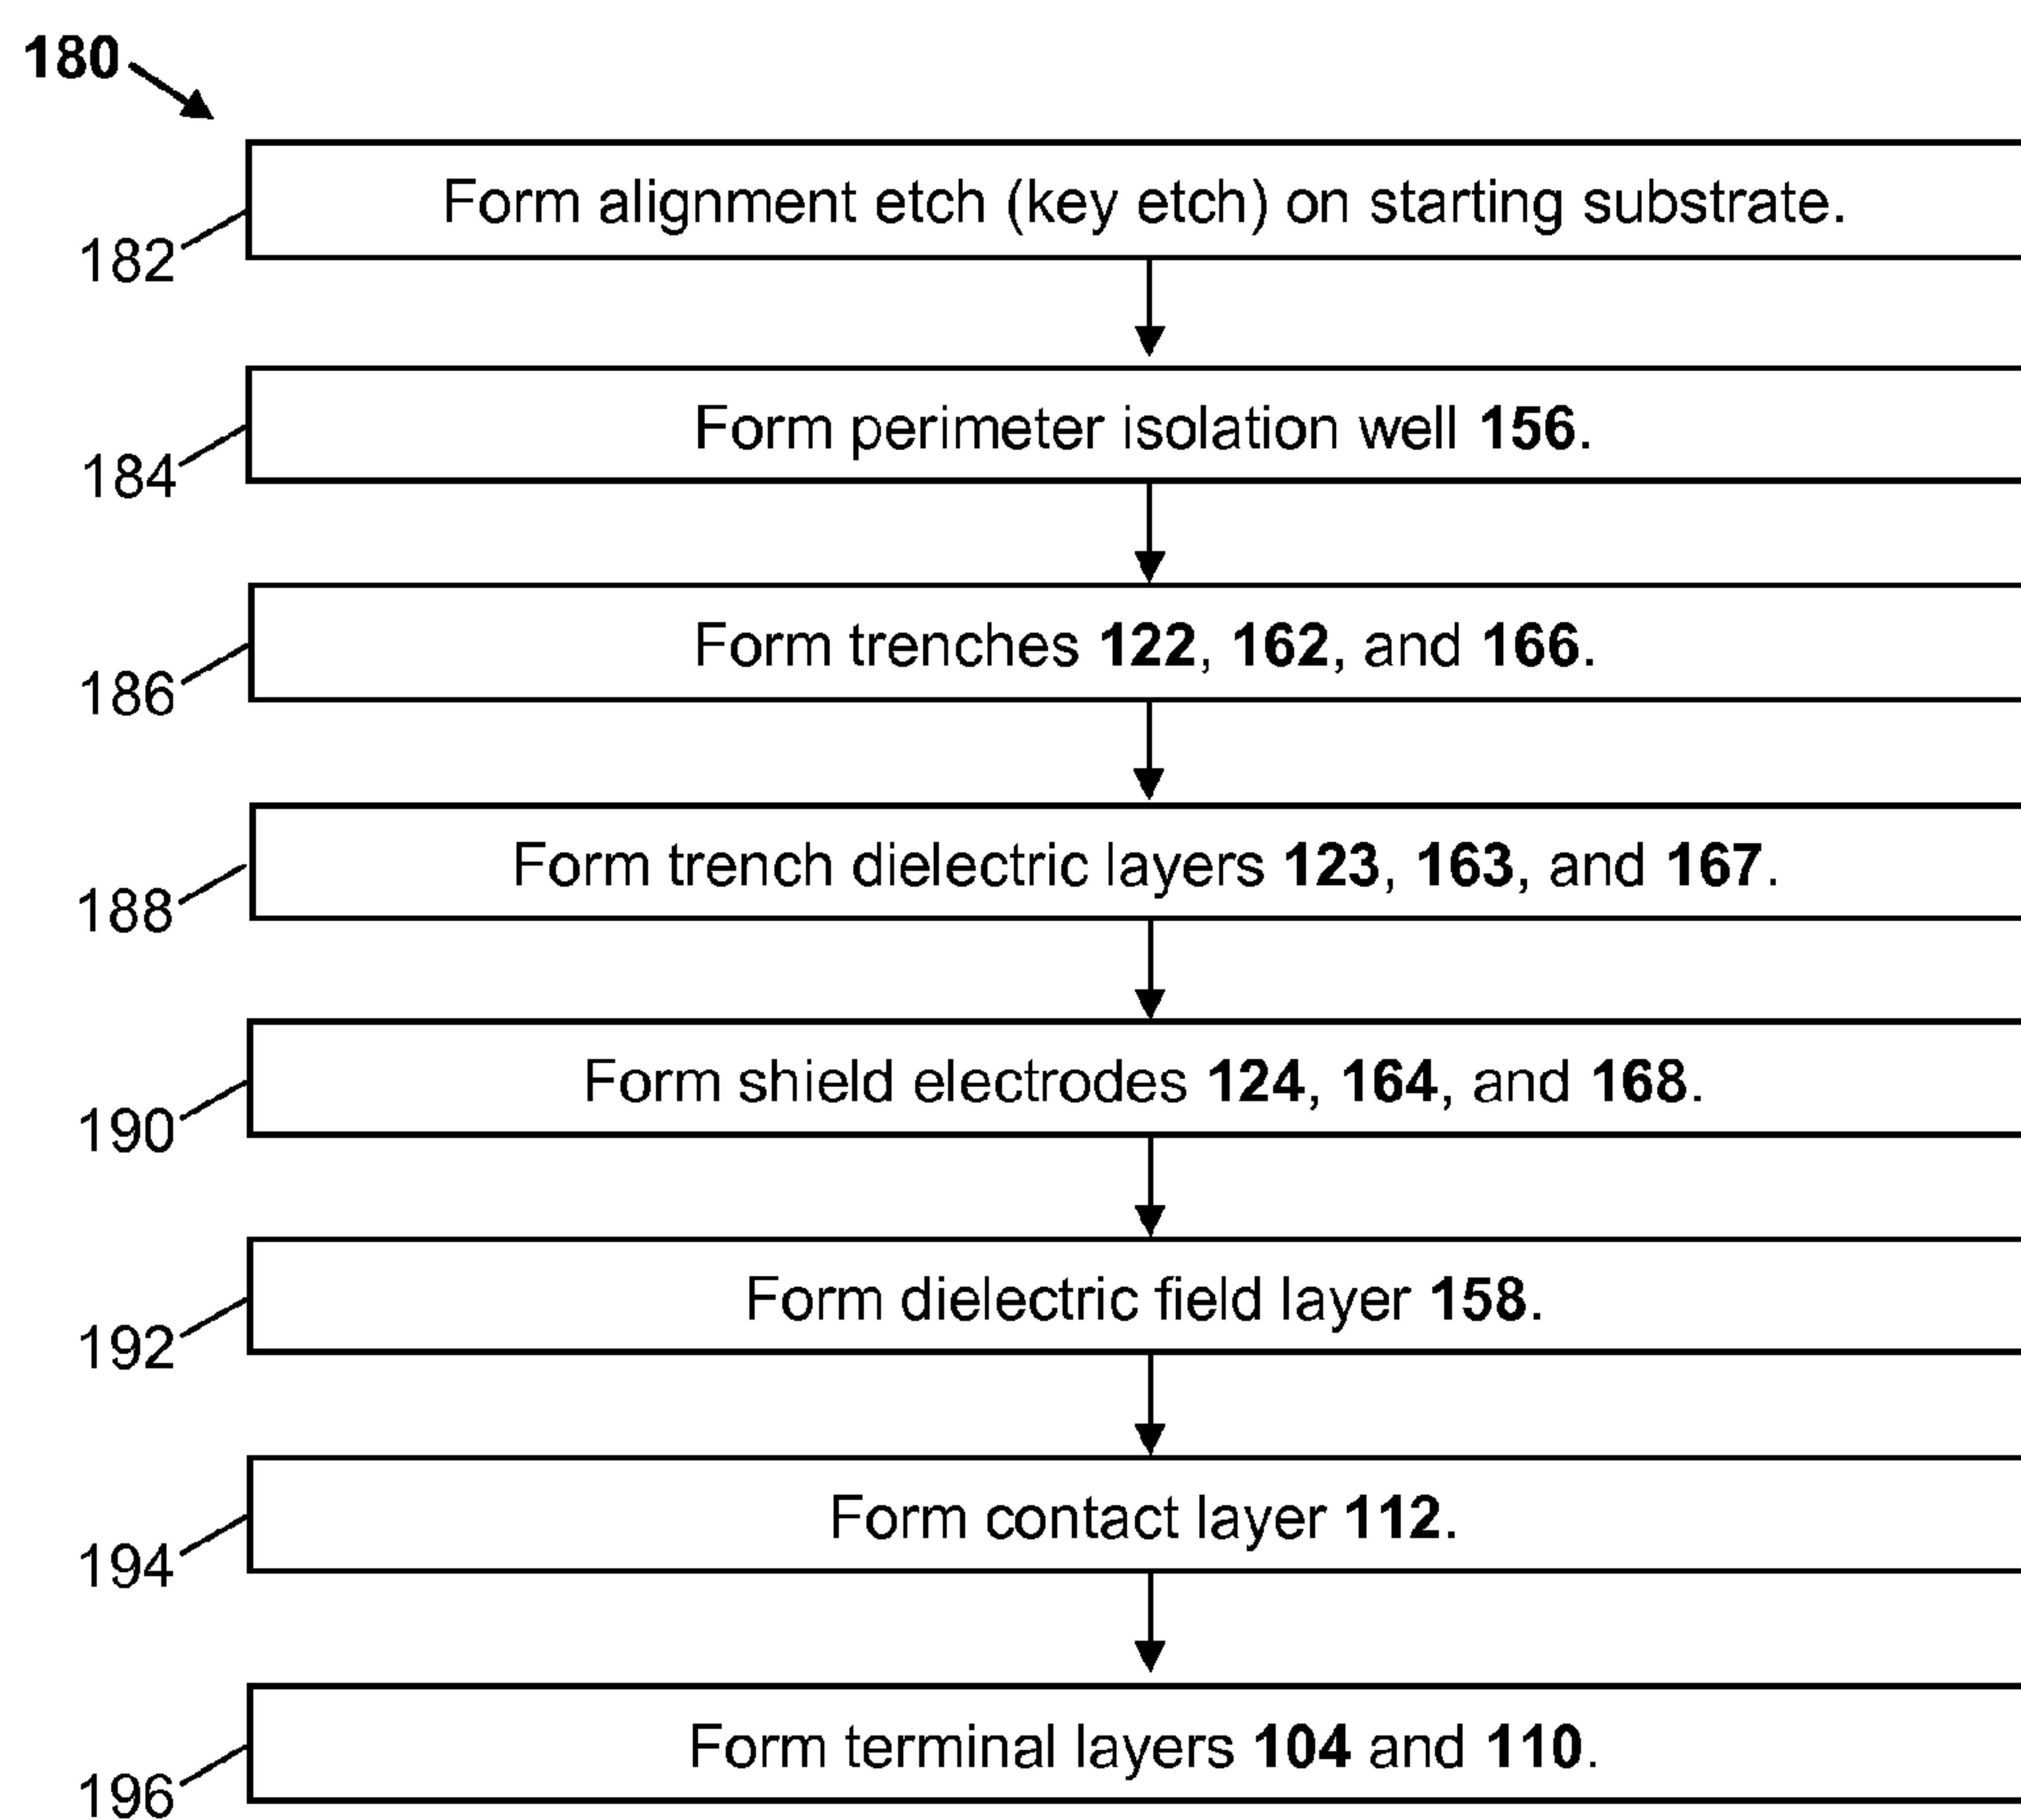 180
Form alignment etch (key etch) on starting substrate.
182
Form perimeter isolation well 156.
184
Form trenches 122, 162, and 166.
186
Form trench dielectric layers 123, 163, and 167.
188
Form shield electrodes 124, 164, and 168.
190
Form dielectric field layer 158.
192
Form contact layer 112.
194
Form terminal layers 104 and 110.
196